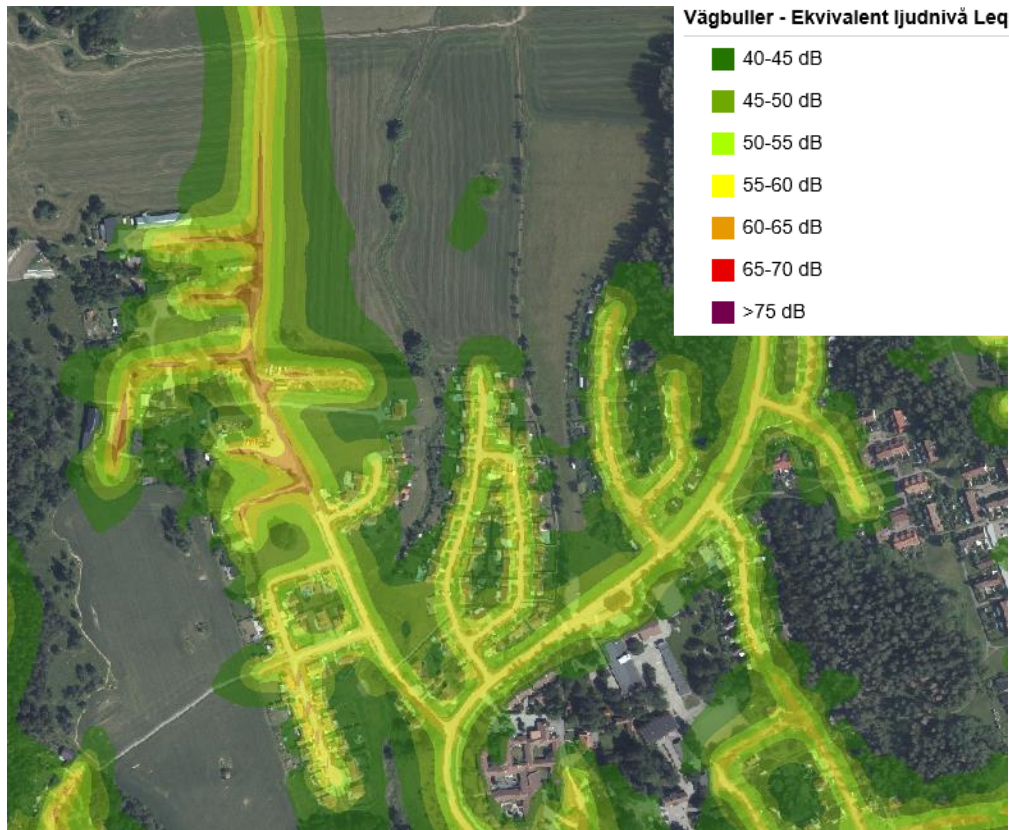 Vägbuller - Ekvivalent ljudnivå Leq
40-45 dB
45-50 dB
50-55 dB
55-60 dB
60-65 dB
65-70 dB
>75 dB